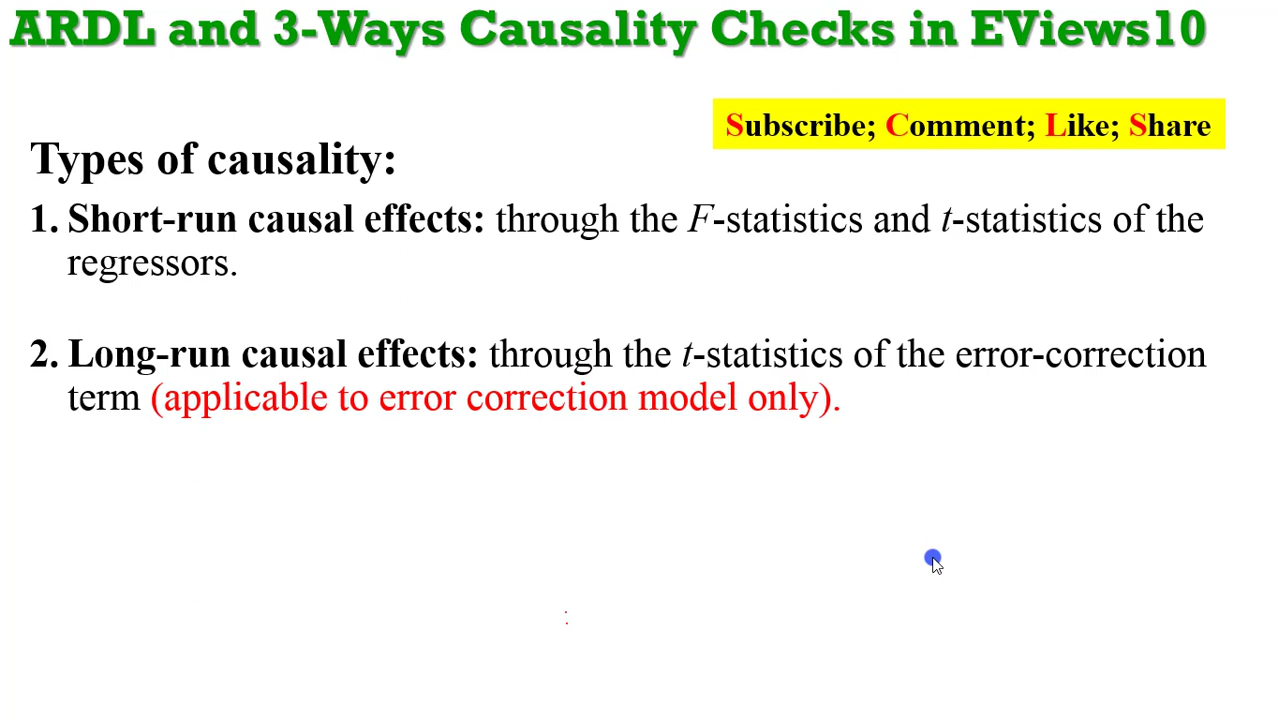 ARDL and 3-Ways Causality Checks in EViews10
Subscribe; Comment; Like; Share
Types of causality:
1. Short-run causal effects: through the F-statistics and t-statistics of the
regressors.
2. Long-run causal effects: through the t-statistics of the error-correction
term (applicable to error correction model only).